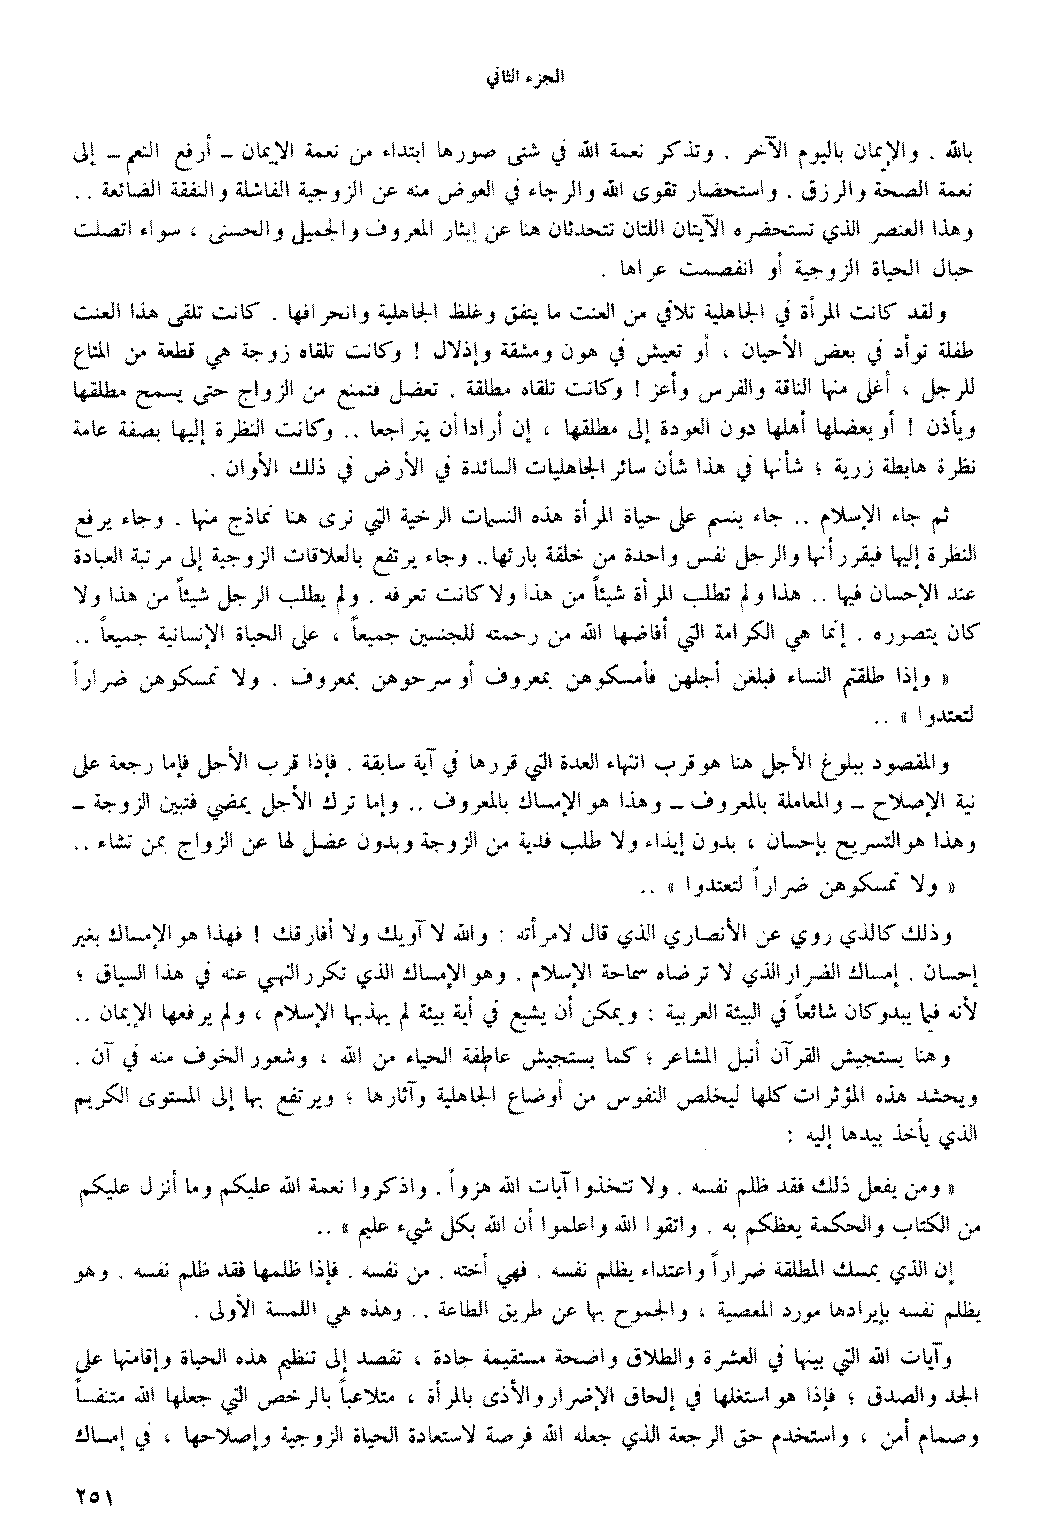 الجزء الثاني
بالله . والإيمان باليوم الآخر . وتذكر نعمة الله في شتى صورها ابتداء من نعمة الإيمان – أرفع النعم – إلى
نعمة الصحة والرزق . واستحضار تقوى الله والرجاء في العوض منه عن الزوجية الفاشلة والنفقة الضائعة ..
وهذا العنصر الذي تستحضره الآيتان اللتان تتحدثان هنا عن إيثار المعروف والجميل والحسنى ، سواء اتصلت
حبال الحياة الزوجية أو انفصمت عراها .
ولقد كانت المرأة في الجاهلية تلاقي من العنت ما يتفق وغلظ الجاهلية وانحرافها . كانت تلقى هذا العنت
طفلة توأد في بعض الأحيان ، أو تعيش في هون ومشقة وإذلال ! وكانت تلقاه زوجة هي قطعة من المتاع
للرجل ، أغلى منها الناقة والفرس وأعز ! وكانت تلقاه مطلقة . تعضل فتمنع من الزواج حتى يسمح مطلقها
ويأذن ! أو يعضلها أهلها دون العودة إلى مطلقها ، إن أرادا أن يتراجعا .. وكانت النظرة إليها بصفة عامة
نظرة هابطة زرية ؛ شأنها في هذا شأن سائر الجاهليات السائدة في الأرض في ذلك الأوان .
ثم جاء الإسلام .. جاء ينسم على حياة المرأة هذه النسمات الرخية التي نرى هنا نماذج منها . وجاء يرفع
النظرة إليها فيقرر أنها والرجل نفس واحدة من خلقة بارئها.. وجاء يرتفع بالعلاقات الزوجية إلى مرتبة العبادة
عند الإحسان فيها .. هذا ولم تطلب المرأة شيئاً من هذا ولا كانت تعرفه . ولم يطلب الرجل شيئاً من هذا ولا
كان يتصوره . إنما هي الكرامة التي أفاضها الله من رحمته للجنسين جميعاً ، على الحياة الإنسانية جميعاً ..
« وإذا طلقتم النساء فبلغن أجلهن فأمسكوهن بمعروف أو سرحوهن بمعروف . ولا تمسكوهن ضراراً
لتعتدوا » ..
والمقصود ببلوغ الأجل هنا هو قرب انتهاء العدة التي قررها في آية سابقة . فإذا قرب الأجل فإما رجعة على
نية الإصلاح – والمعاملة بالمعروف – وهذا هو الإمساك بالمعروف .. وإما ترك الأجل يمضي فتبين الزوجة –
وهذا هو التسريح بإحسان ، بدون إيذاء ولا طلب فدية من الزوجة وبدون عضل لها عن الزواج بمن تشاء ..
« ولا تمسكوهن ضراراً لتعتدوا » ..
وذلك كالذي روي عن الأنصاري الذي قال لامرأته : والله لا آويك ولا أفارقك ! فهذا هو الإمساك بغير
إحسان . إمساك الضرار الذي لا ترضاه سماحة الإسلام . وهو الإمساك الذي تكرر النهي عنه في هذا السياق ؛
لأنه فيما يبدو كان شائعاً في البيئة العربية : ويمكن أن يشيع في أية بيئة لم يهذبها الإسلام ، ولم يرفعها الإيمان ..
وهنا يستجيش القرآن أنبل المشاعر ؛ كما يستجيش عاطفة الحياء من الله ، وشعور الخوف منه في آن .
ويحشد هذه المؤثرات كلها ليخلص النفوس من أوضاع الجاهلية وآثارها ؛ ويرتفع بها إلى المستوى الكريم
الذي يأخذ بيدها إليه :
« ومن يفعل ذلك فقد ظلم نفسه . ولا تتخذوا آيات الله هزواً . واذكروا نعمة الله عليكم وما أنزل عليكم
من الكتاب والحكمة يعظكم به . واتقوا الله واعلموا أن الله بكل شيء عليم » ..
إن الذي يمسك المطلقة ضراراً واعتداء يظلم نفسه . فهي أخته . من نفسه . فإذا ظلمها فقد ظلم نفسه . وهو
يظلم نفسه بإيرادها مورد المعصية ، والجموح بها عن طريق الطاعة .. وهذه هي اللمسة الأولى .
وآيات الله التي بينها في العشرة والطلاق واضحة مستقيمة جادة ، تقصد إلى تنظيم هذه الحياة وإقامتها على
الجد والصدق ؛ فإذا هو استغلها في إلحاق الإضرار والأذى بالمرأة ، متلاعباً بالرخص التي جعلها الله متنفساً
وصمام أمن ، واستخدم حق الرجعة الذي جعله الله فرصة لاستعادة الحياة الزوجية وإصلاحها ، في إمساك
٢٥١